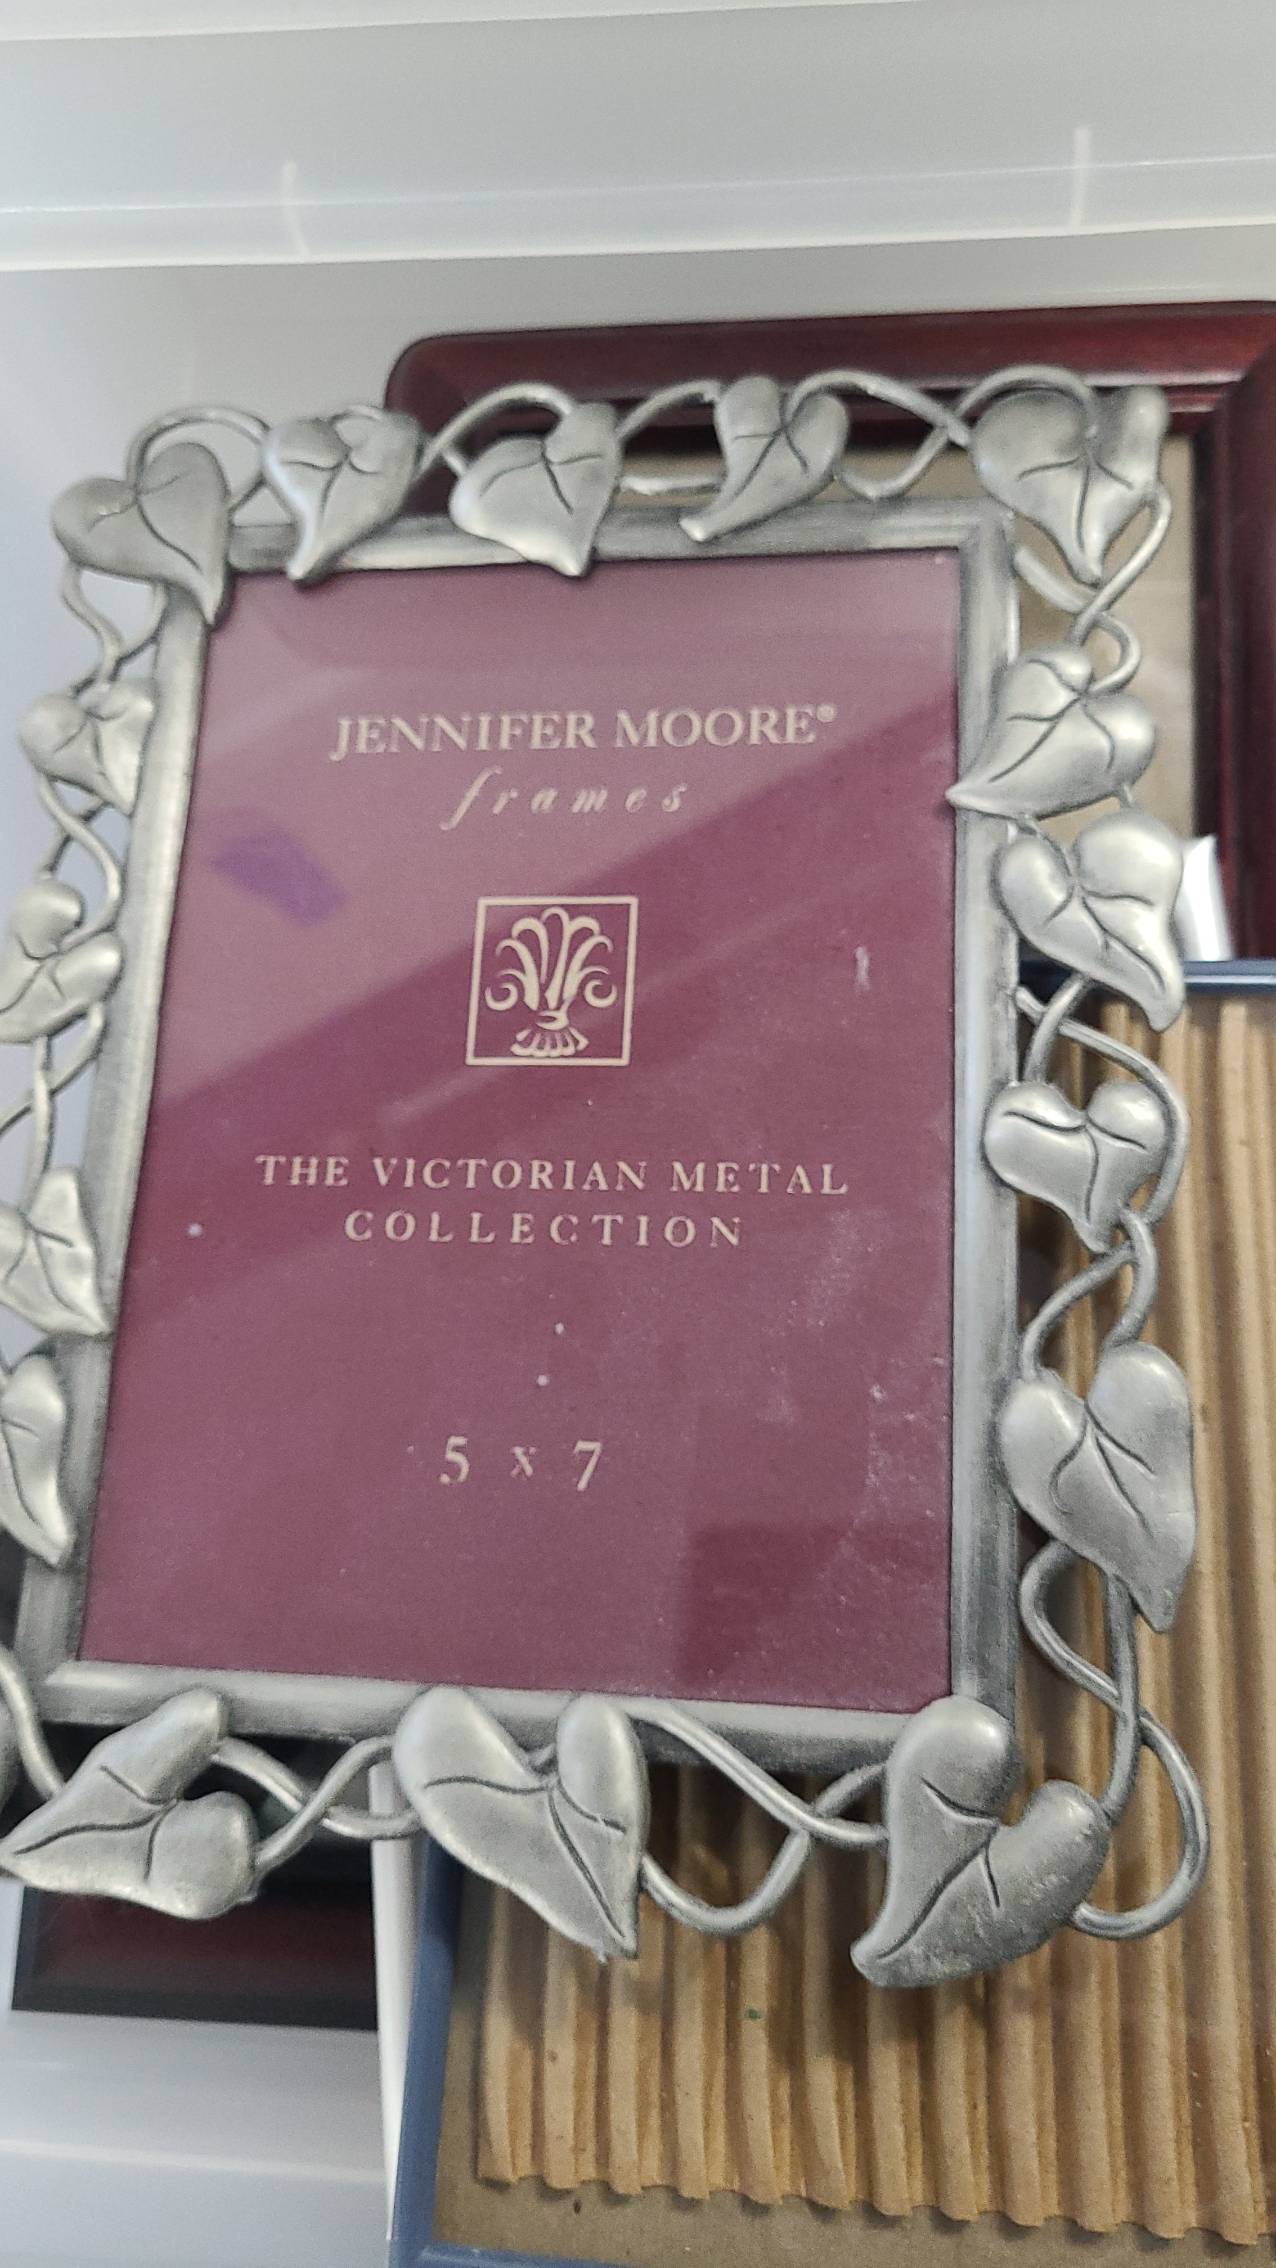 JENNIFER MOORE®
frames
THE VICTORIAN METAL
COLLECTION
5 x 7